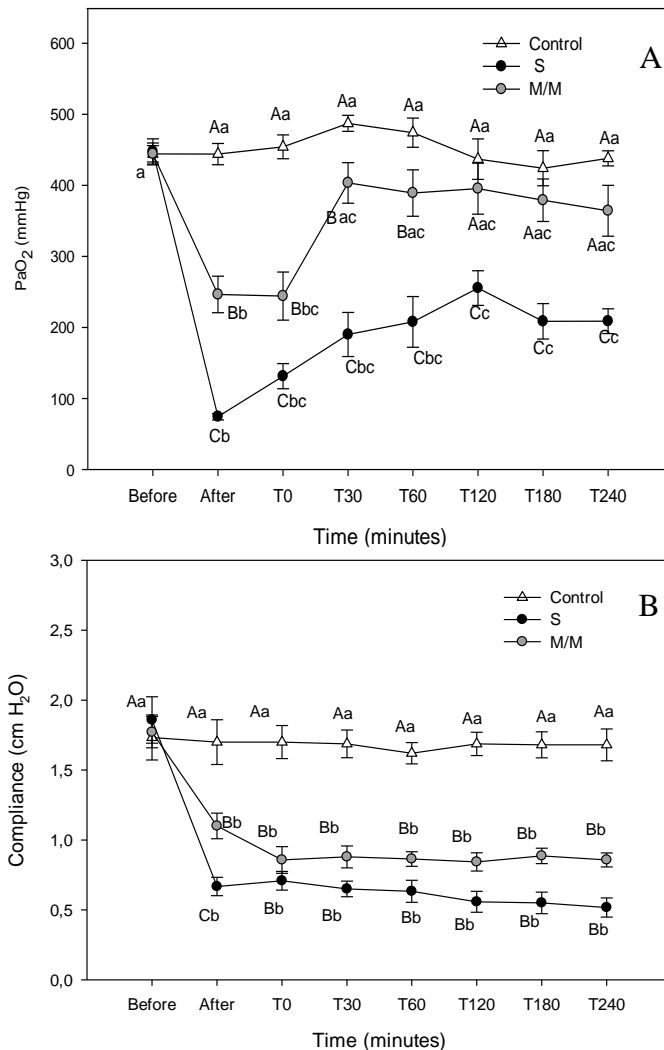 600
500
400
300
200
100
0
PaO2 (mmHg)
Control
S
M/M
A
a
Aa
Aa
Aa
Aa
Aa
Aa
Aa
Bb
Bbc
Bac
Bac
Aac
Aac
Aac
Cb
Cbc
Cbc
Cbc
Cc
Cc
Cc
Before After T0 T30 T60 T120 T180 T240
Time (minutes)
3,0
2,5
2,0
1,5
1,0
0,5
0,0
Compliance (cm H2O)
Control
S
M/M
B
Aa
Aa
Aa
Aa
Aa
Aa
Aa
Aa
Bb
Bb
Bb
Bb
Bb
Bb
Bb
Cb
Bb
Bb
Bb
Bb
Bb
Bb
Before After T0 T30 T60 T120 T180 T240
Time (minutes)